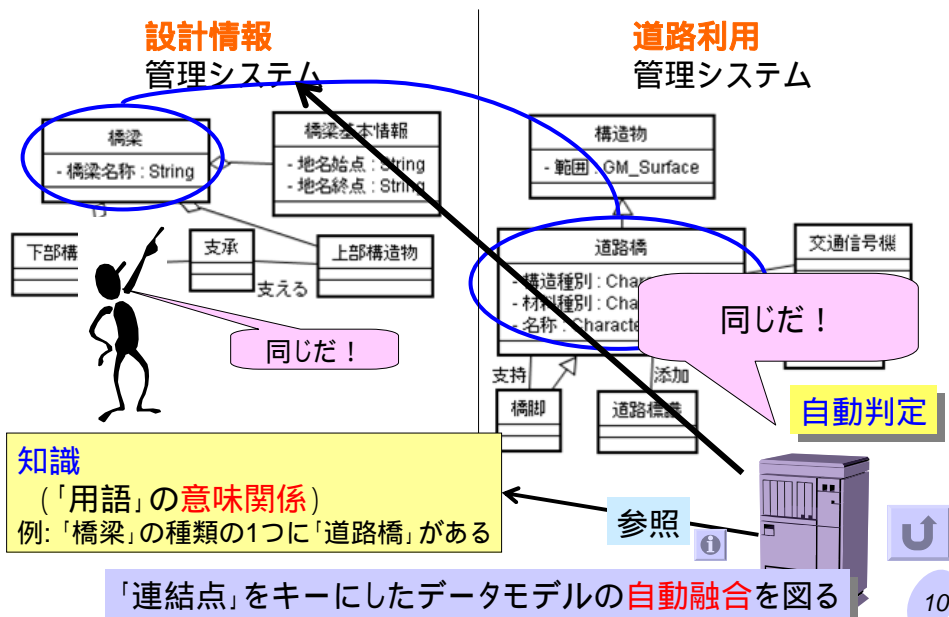 設計情報
管理システム
橋梁
- 橋梁名称 : String
橋梁基本情報
- 地名始点 : String
- 地名終点 : String
下部構
支承
上部構造物
支える
同じだ！
道路利用
管理システム
構造物
- 範囲 : GM_Surface
道路橋
- 構造種別 : Charac
- 材料種別 : Cha
- 名称 : Characte
交通信号機
同じだ！
支持
添加
橋脚
道路標識
自動判定
知識
(「用語」の意味関係)
例: 「橋梁」の種類の1つに「道路橋」がある
参照
「連結点」をキーにしたデータモデルの自動融合を図る
10